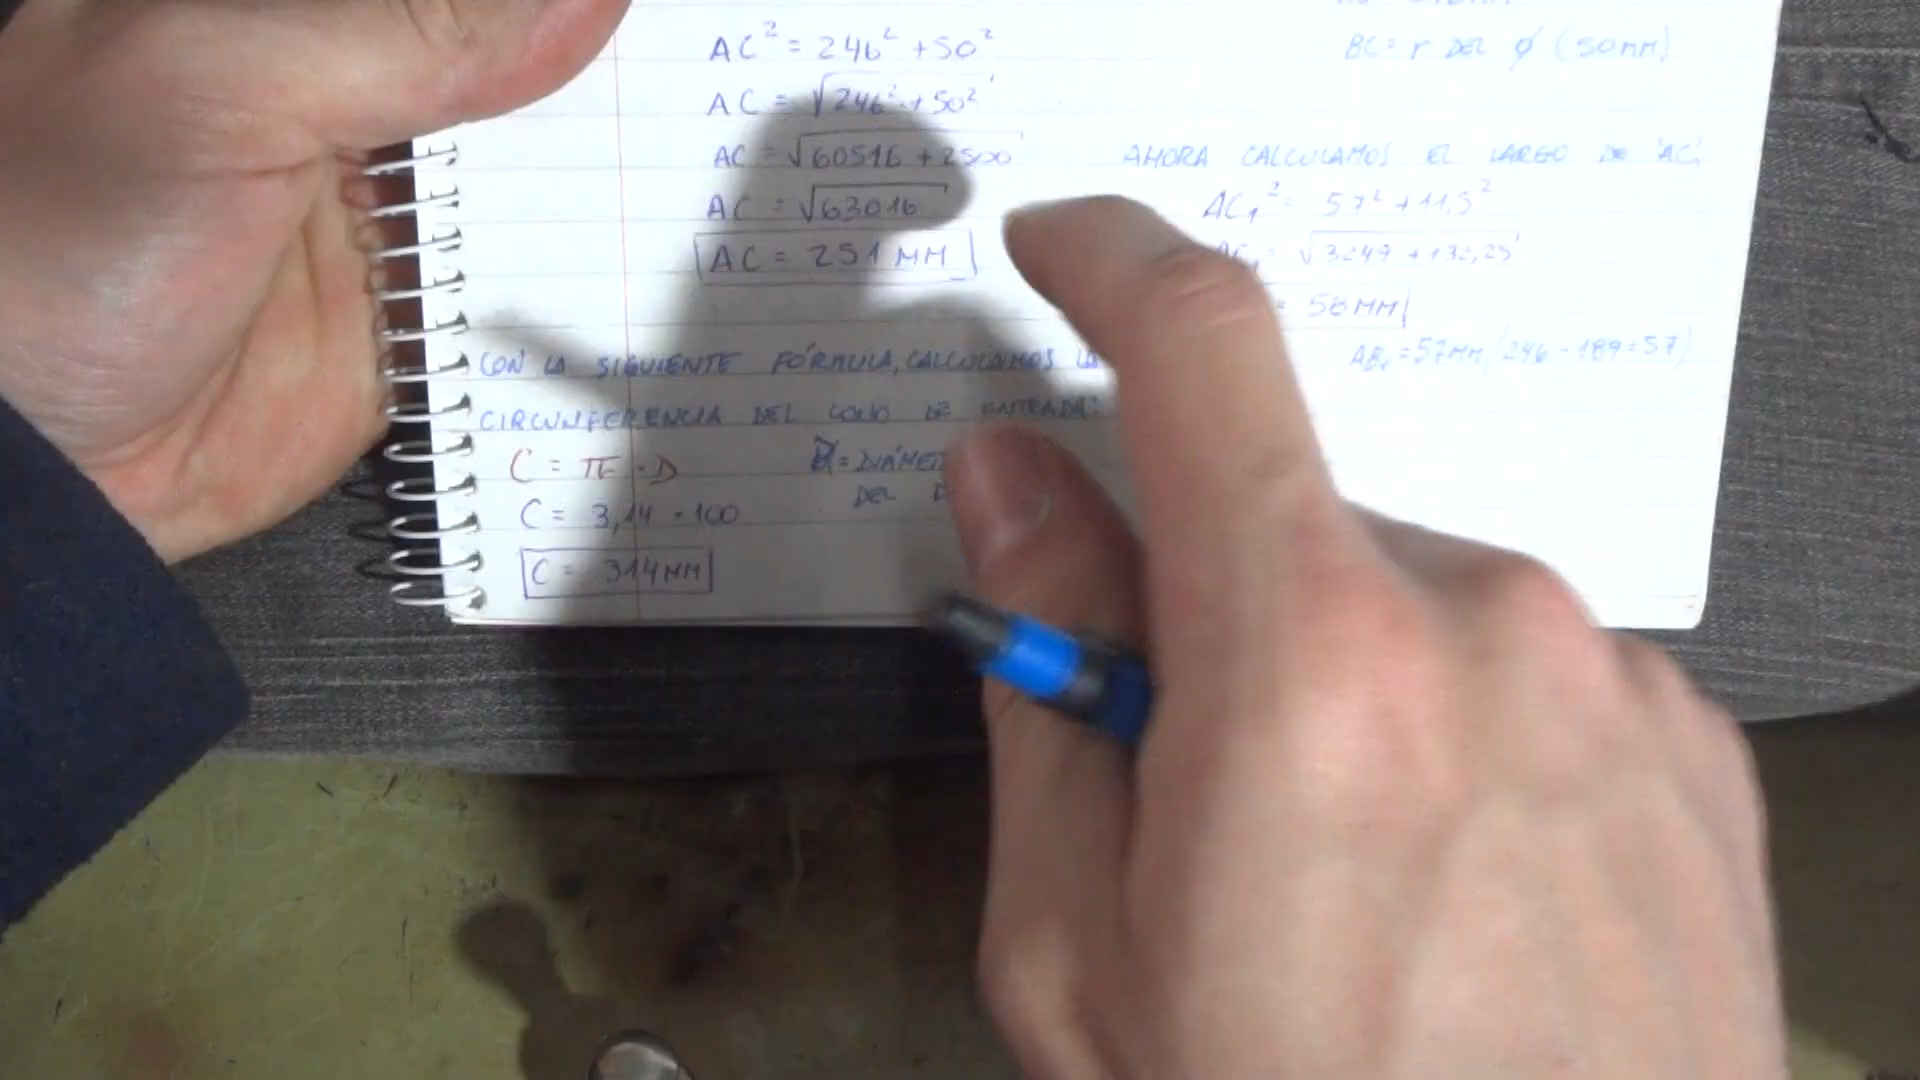 AC² = 246² + 50²
AC = √246² + 50²
AC = √60516 + 2500
AC = √63016
AC = 251 MM
CON LA SIGUIENTE FÓRMULA, CALCULAMOS LA
CIRCUNFERENCIA DEL CONO DE ENTRADA:
C = π · D
C = 3,14 · 100
C = 314 MM
DEL
BC = r DEL ϕ (50MM)
AHORA CALCULAMOS EL LARGO DE 'AC'
AC₁² = 57² + 11,5²
AC₁ = √3249 + 132,25
= 58 MM
AB₁ = 57MM (246 - 189 = 57)